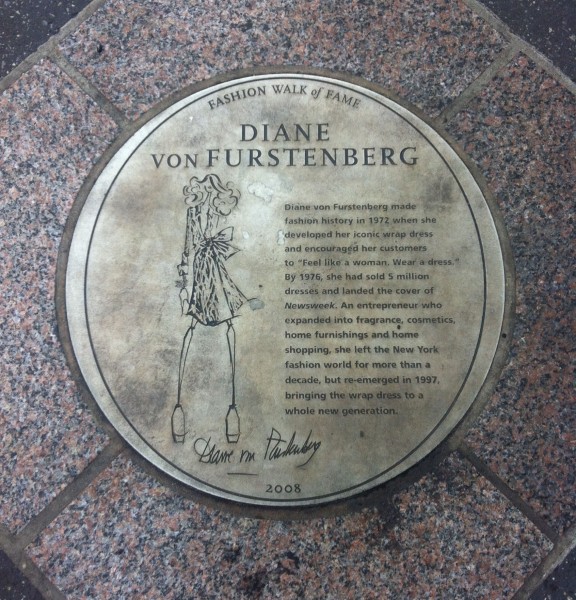 FASHION WALK of FAME
DIANE
VON FURSTENBERG
Diane von Furstenberg made
fashion history in 1972 when she
developed her iconic wrap dress
and encouraged her customers
to "Feel like a woman. Wear a dress."
By 1976, she had sold 5 million
dresses and landed the cover of
Newsweek. An entrepreneur who
expanded into fragrance, cosmetics,
home furnishings and home
shopping, she left the New York
fashion world for more than a
decade, but re-emerged in 1997,
bringing the wrap dress to a
whole new generation.
Diane von Furstenberg
2008